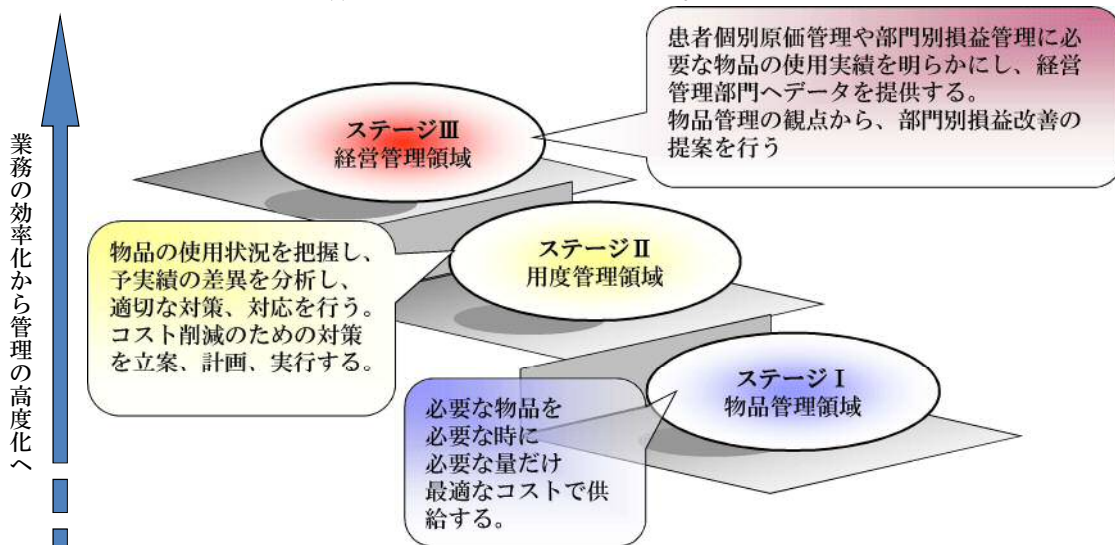 患者個別原価管理や部門別損益管理に必
要な物品の使用実績を明らかにし、経営
管理部門へデータを提供する。
物品管理の観点から、部門別損益改善の
提案を行う
ステージⅢ
経営管理領域
業務の効率化から管理の高度化へ
物品の使用状況を把握し、
予実績の差異を分析し、
適切な対策、対応を行う。
コスト削減のための対策
を立案、計画、実行する。
ステージⅡ
用度管理領域
ステージⅠ
物品管理領域
必要な物品を
必要な時に
必要な量だけ
最適なコストで供
給する。